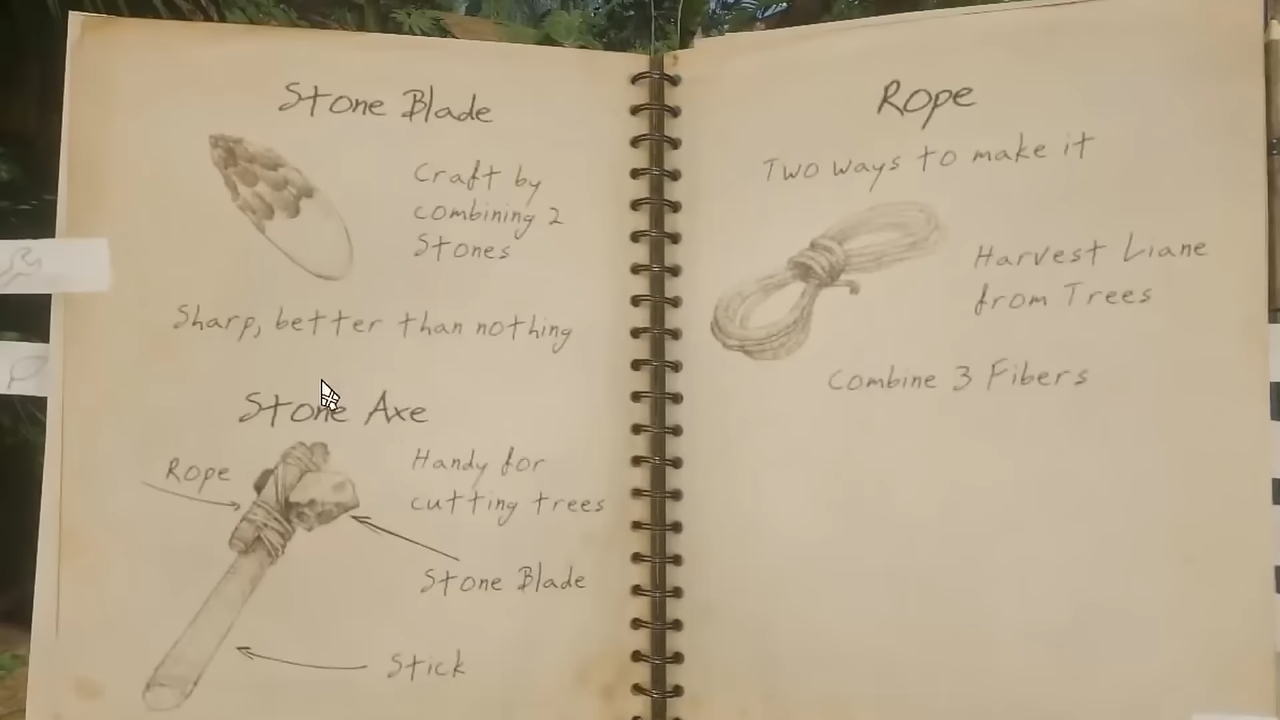 Stone Blade
Craft by
combining 2
Stones
Sharp, better than nothing
Stone Axe
Rope
Handy for
cutting trees
Stone Blade
Stick
Rope
Two ways to make it
Harvest Liane
from Trees
Combine 3 Fibers